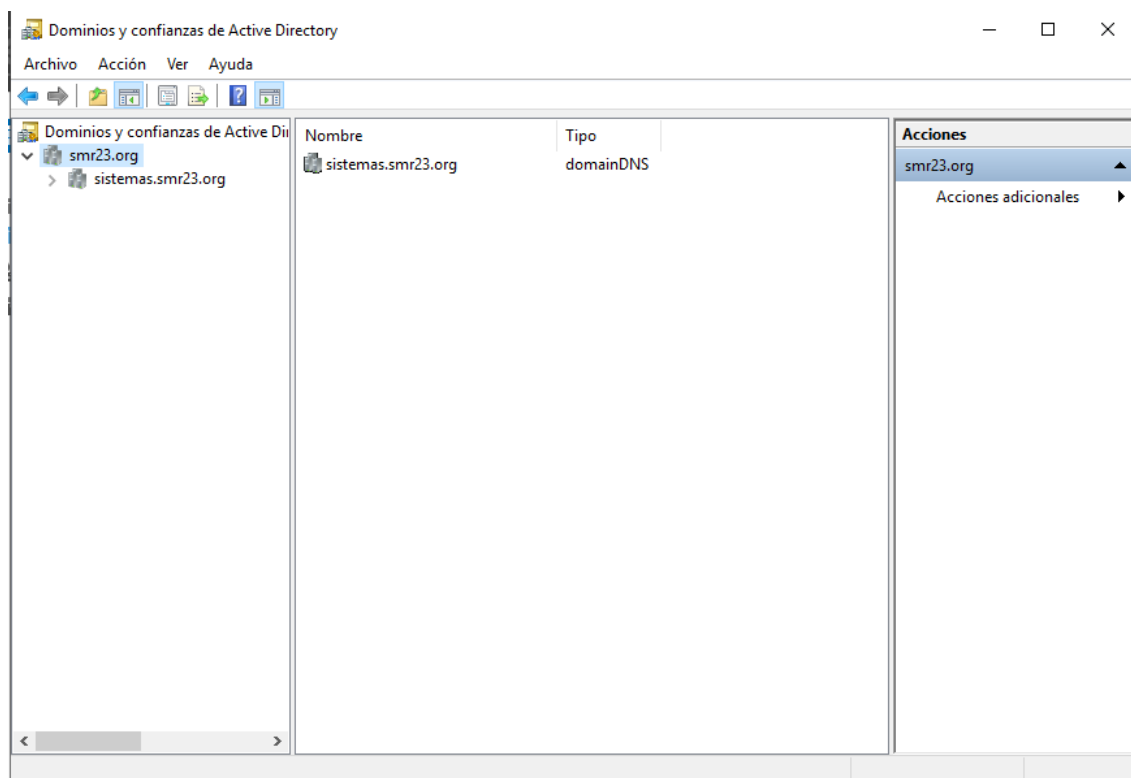 Dominios y confianzas de Active Directory
Archivo Acción Ver Ayuda
Dominios y confianzas de Active Dir
smr23.org
sistemas.smr23.org
Nombre Tipo
sistemas.smr23.org domainDNS
Acciones
smr23.org
Acciones adicionales